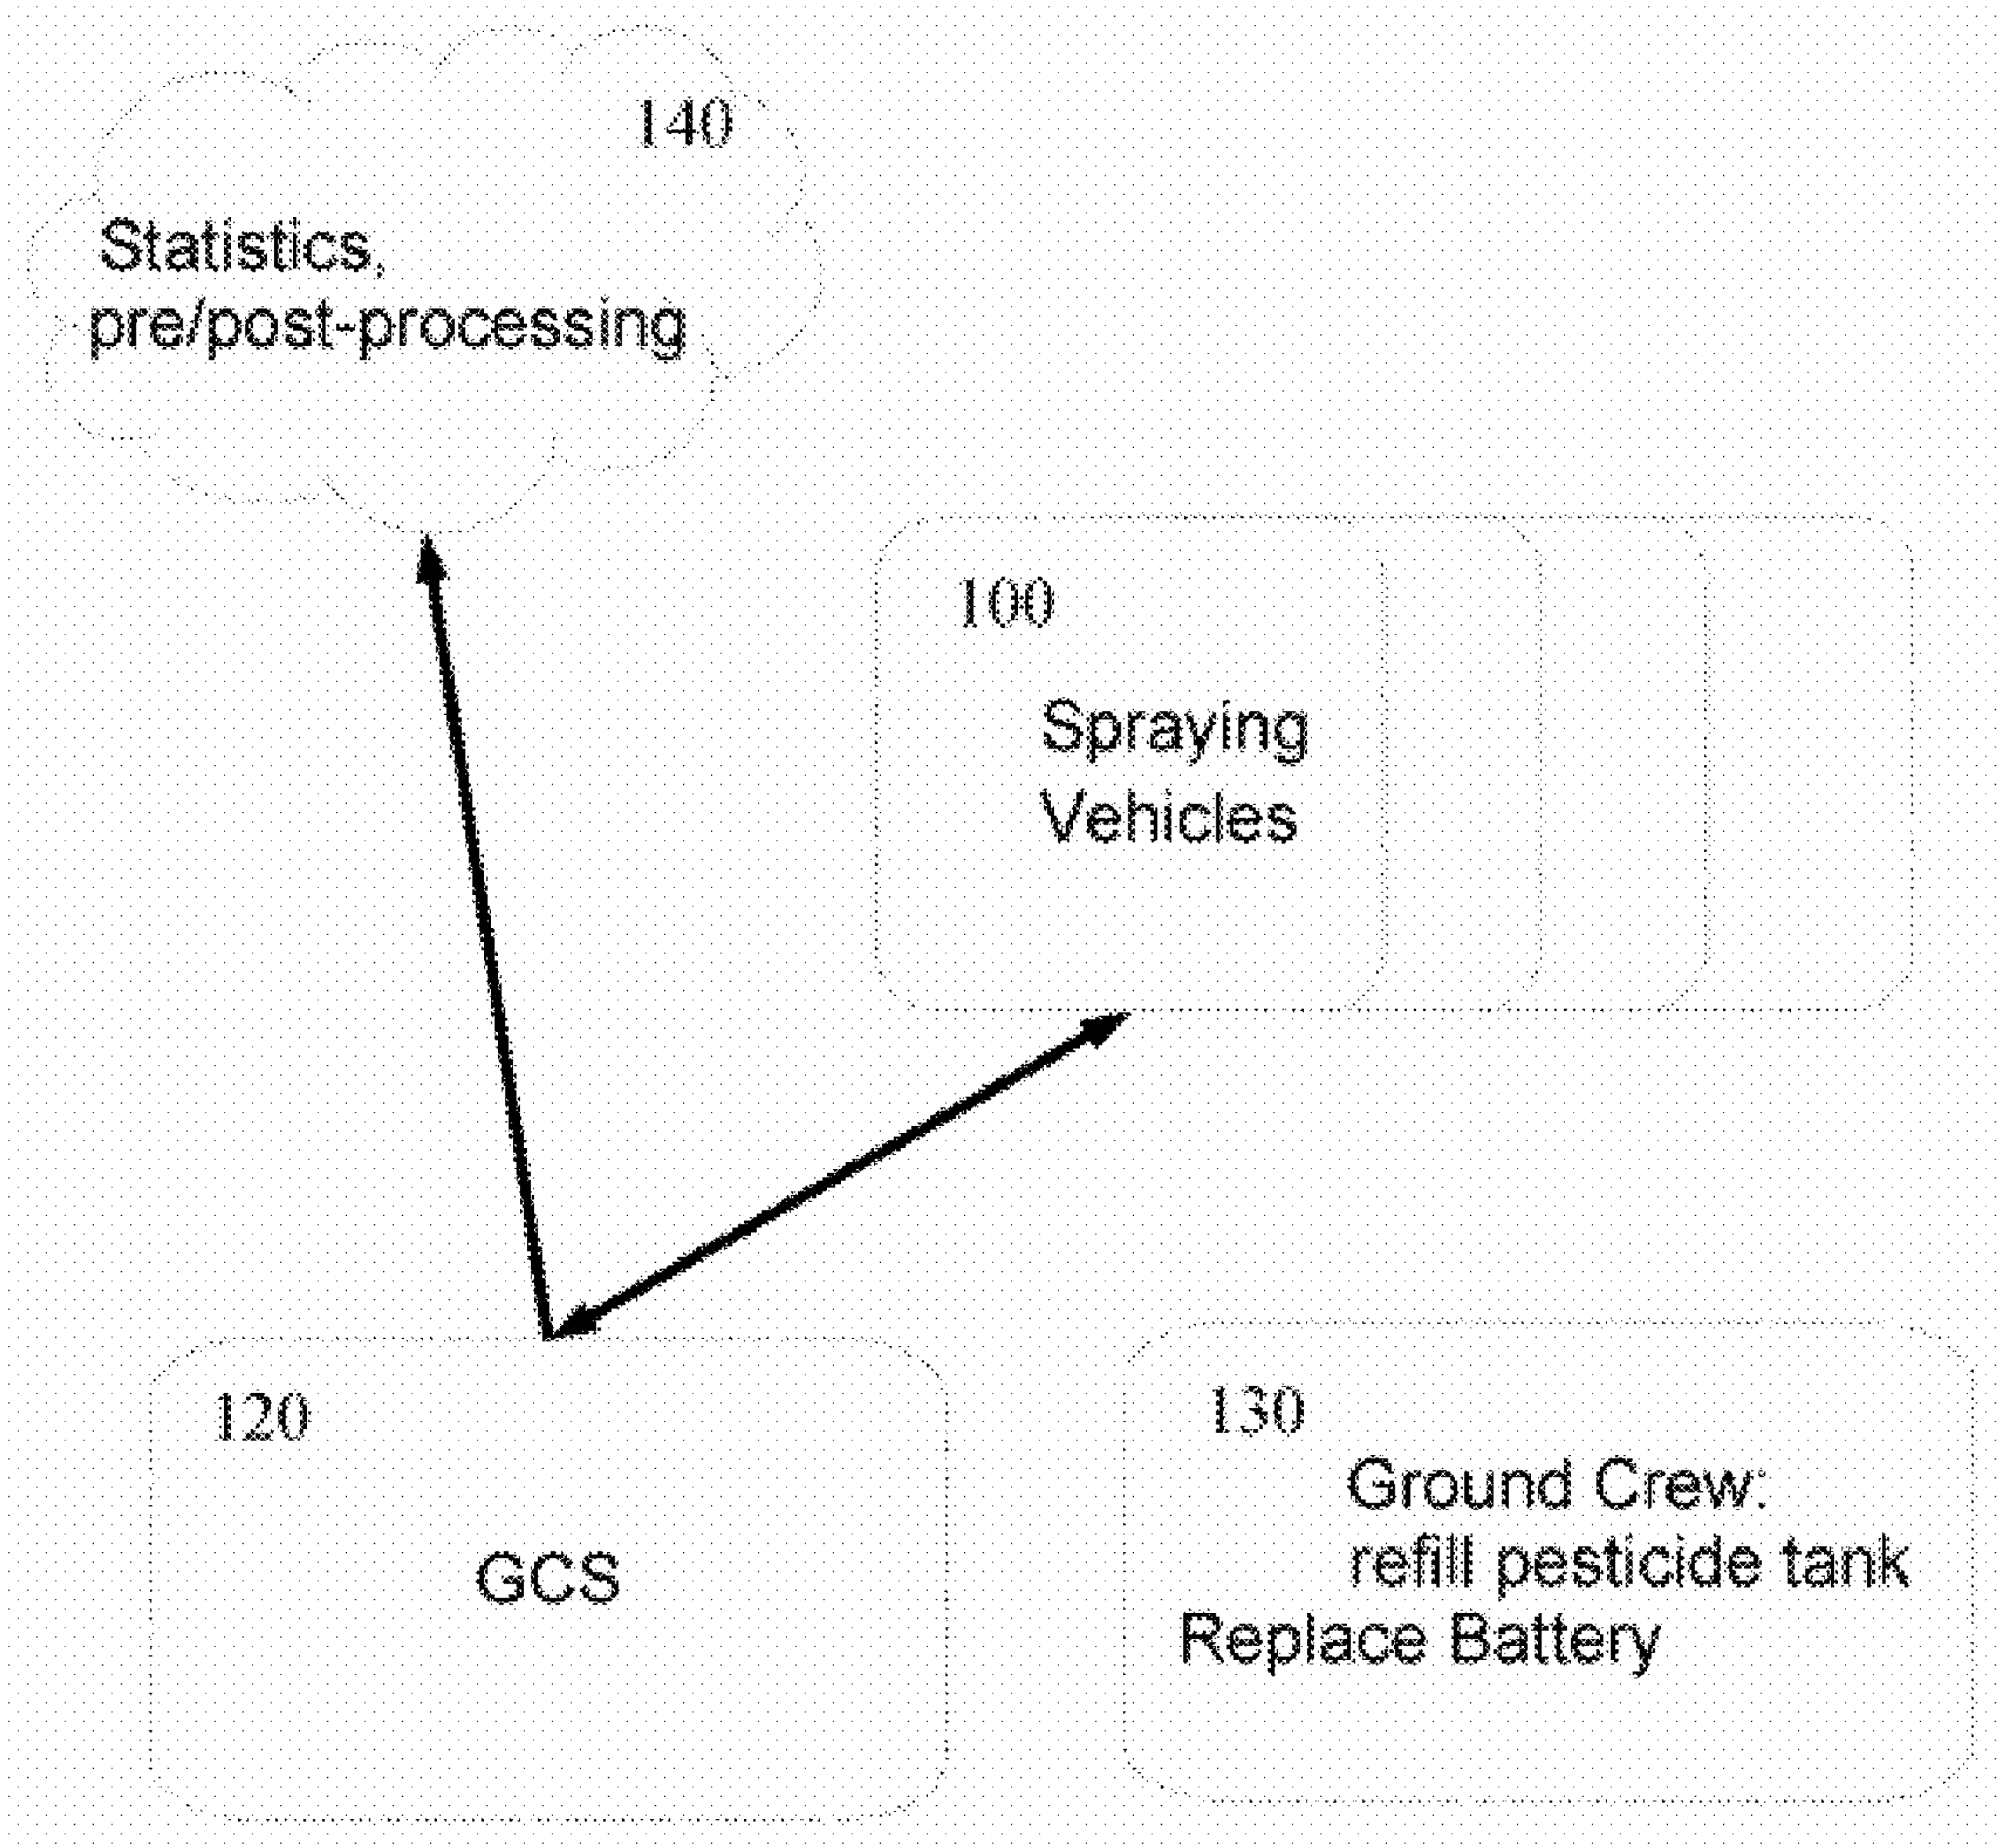 140
Statistics,
pre/post-processing
100
Spraying
Vehicles
120
GCS
130
Ground Crew:
refill pesticide tank
Replace Battery